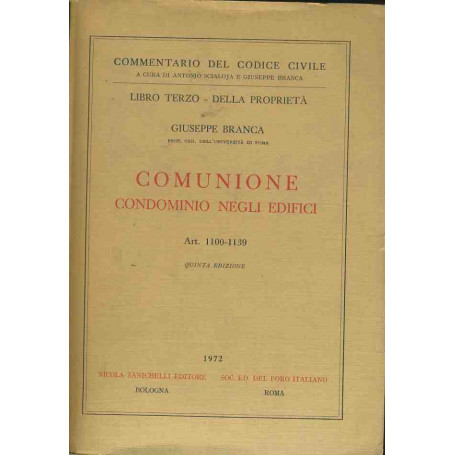 COMMENTARIO DEL CODICE CIVILE
A CURA DI ANTONIO SCIALOJA E GIUSEPPE BRANCA
LIBRO TERZO - DELLA PROPRIETÀ
GIUSEPPE BRANCA
PROF. ORD. DELL'UNIVERSITÀ DI ROMA
COMUNIONE
CONDOMINIO NEGLI EDIFICI
Art. 1100-1139
QUINTA EDIZIONE
1972
NICOLA ZANICHELLI EDITORE SOC. ED. DEL FORO ITALIANO
BOLOGNA ROMA